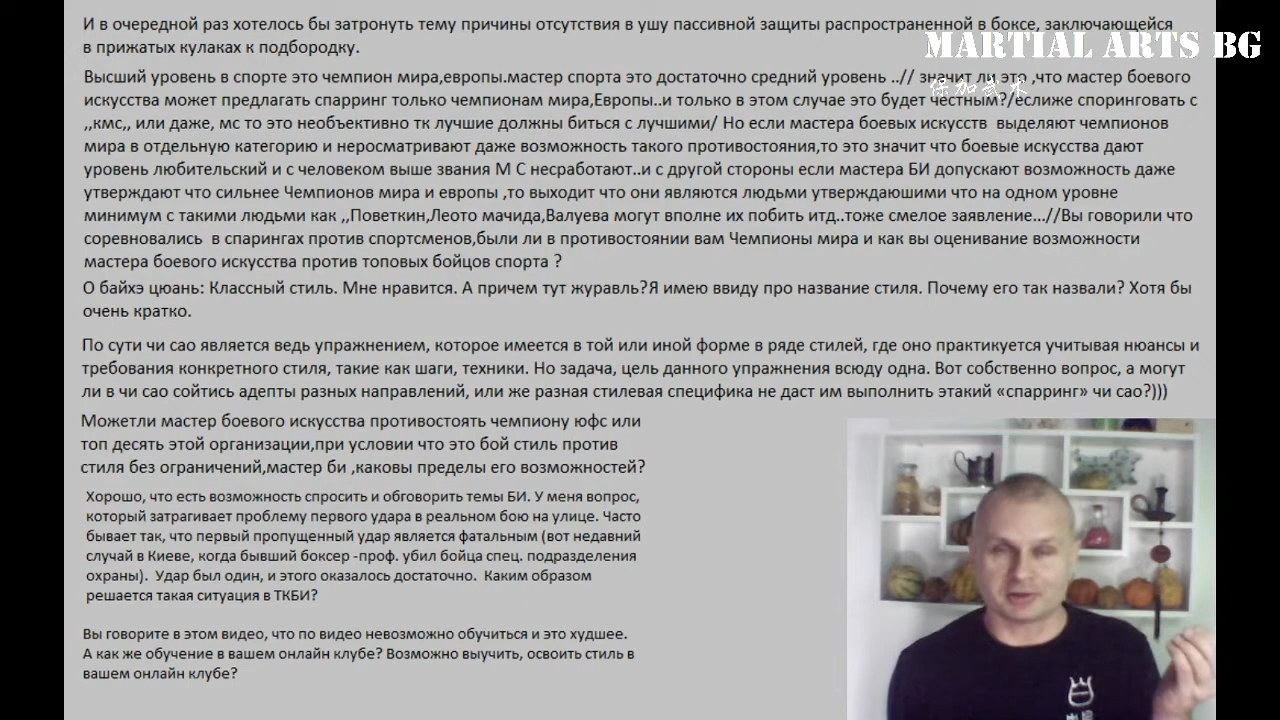 И в очередной раз хотелось бы затронуть тему причины отсутствия в ушу пассивной защиты распространенной в боксе, заключающейся
в прижатых кулаках к подбородку.
MARTIAL ARTS BG
保加武术
Высший уровень в спорте это чемпион мира,европы.мастер спорта это достаточно средний уровень ..// значит ли это ,что мастер боевого
искусства может предлагать спарринг только чемпионам мира,Европы..и только в этом случае это будет честным?/еслиже споринговать с
,,кмс,, или даже, мс то это необъективно тк лучшие должны биться с лучшими/ Но если мастера боевых искусств  выделяют чемпионов
мира в отдельную категорию и неросматривают даже возможность такого противостояния,то это значит что боевые искусства дают
уровень любительский и с человеком выше звания М С несработают..и с другой стороны если мастера БИ допускают возможность даже
утверждают что сильнее Чемпионов мира и европы ,то выходит что они являются людьми утверждаюшими что на одном уровне
минимум с такими людьми как ,,Поветкин,Леото мачида,Валуева могут вполне их побить итд..тоже смелое заявление...//Вы говорили что
соревновались  в спарингах против спортсменов,были ли в противостоянии вам Чемпионы мира и как вы оценивание возможности
мастера боевого искусства против топовых бойцов спорта ?
О байхэ цюань: Классный стиль. Мне нравится. А причем тут журавль?Я имею ввиду про название стиля. Почему его так назвали? Хотя бы
очень кратко.
По сути чи сао является ведь упражнением, которое имеется в той или иной форме в ряде стилей, где оно практикуется учитывая нюансы и
требования конкретного стиля, такие как шаги, техники. Но задача, цель данного упражнения всюду одна. Вот собственно вопрос, а могут
ли в чи сао сойтись адепты разных направлений, или же разная стилевая специфика не даст им выполнить этакий «спарринг» чи сао?)))
Можетли мастер боевого искусства противостоять чемпиону юфс или
топ десять этой организации,при условии что это бой стиль против
стиля без ограничений,мастер би ,каковы пределы его возможностей?
Хорошо, что есть возможность спросить и обговорить темы БИ. У меня вопрос,
который затрагивает проблему первого удара в реальном бою на улице. Часто
бывает так, что первый пропущенный удар является фатальным (вот недавний
случай в Киеве, когда бывший боксер -проф. убил бойца спец. подразделения
охраны).  Удар был один, и этого оказалось достаточно.  Каким образом
решается такая ситуация в ТКБИ?
Вы говорите в этом видео, что по видео невозможно обучиться и это худшее.
А как же обучение в вашем онлайн клубе? Возможно выучить, освоить стиль в
вашем онлайн клубе?